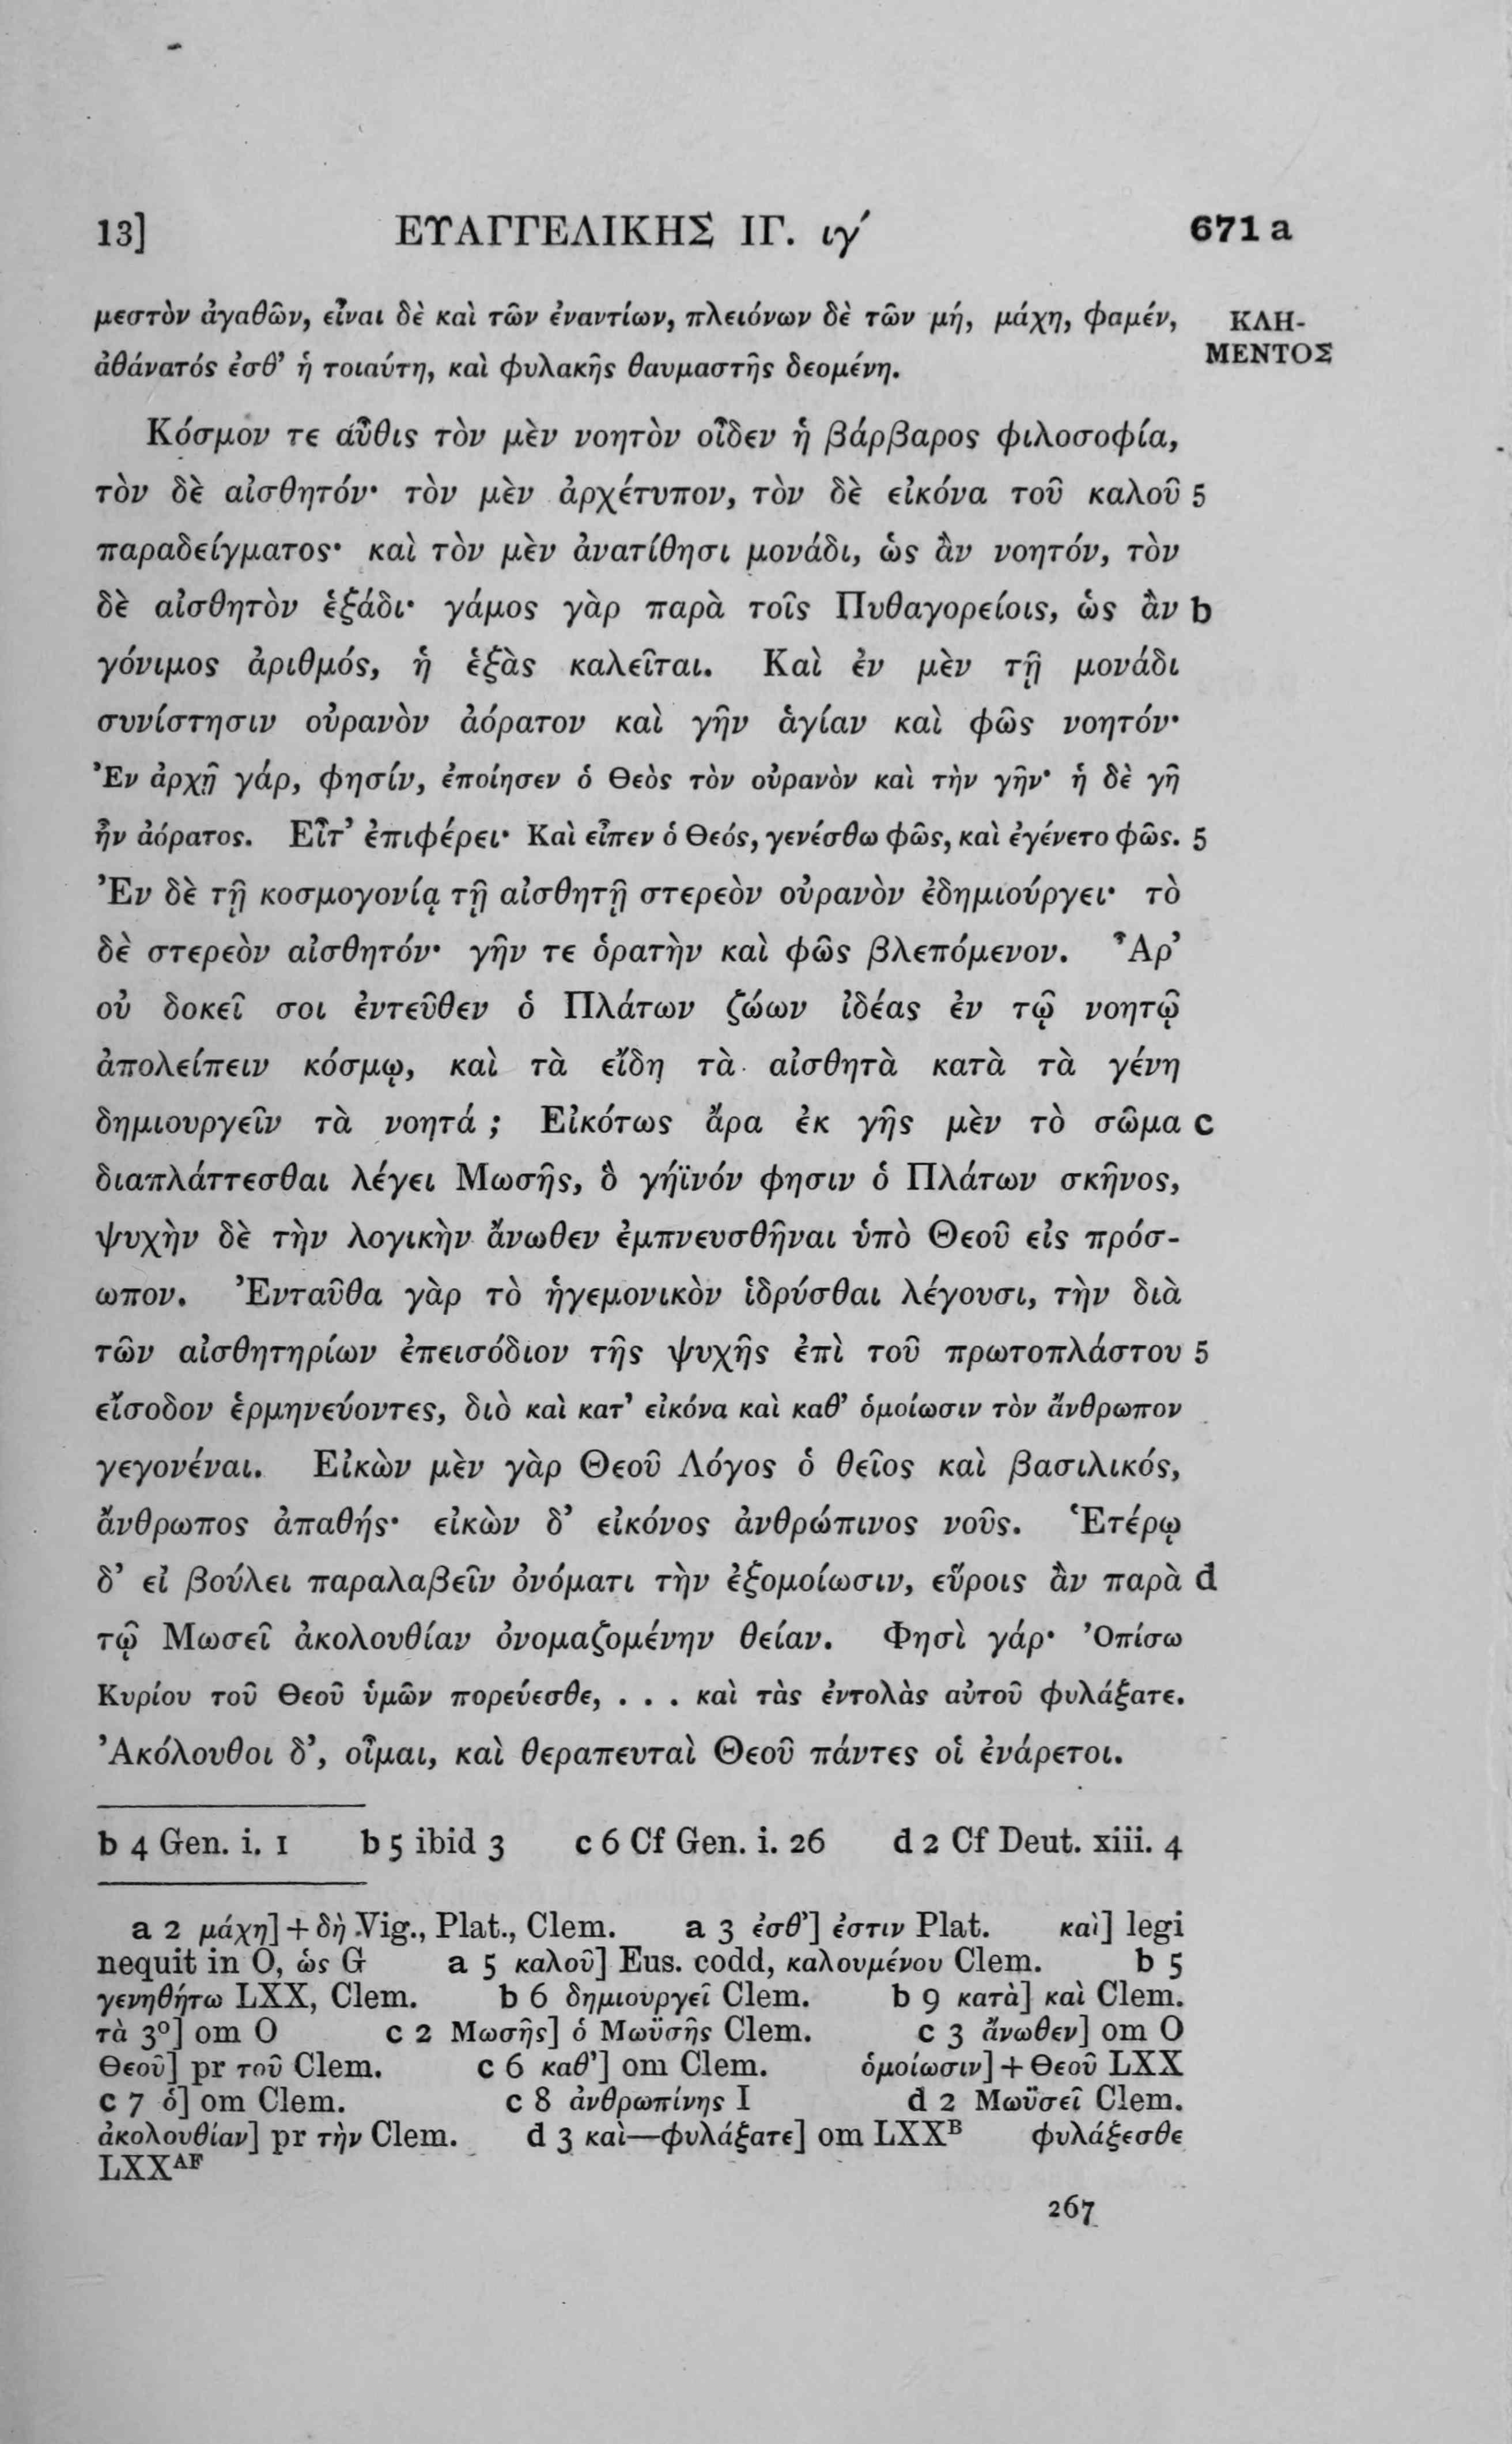 13] ΕΥΑΓΓΕΛΙΚΗΣ ΙΓ. ιγ´ 671 a
μεστὸν ἀγαθῶν, εἶναι δὲ καὶ τῶν ἐναντίων, πλειόνων δὲ τῶν μή, μάχη, φαμέν, ΚΛΗ-
ἀθάνατός ἐσθ’ ἡ τοιαύτη, καὶ φυλακῆς θαυμαστῆς δεομένη. ΜΕΝΤΟΣ
Κόσμον τε αὖθις τὸν μὲν νοητὸν οἶδεν ἡ βάρβαρος φιλοσοφία,
τὸν δὲ αἰσθητόν· τὸν μὲν ἀρχέτυπον, τὸν δὲ εἰκόνα τοῦ καλοῦ 5
παραδείγματος· καὶ τὸν μὲν ἀνατίθησι μονάδι, ὡς ἂν νοητόν, τὸν
δὲ αἰσθητὸν ἑξάδι· γάμος γὰρ παρὰ τοῖς Πυθαγορείοις, ὡς ἂν b
γόνιμος ἀριθμός, ἡ ἑξὰς καλεῖται. Καὶ ἐν μὲν τῇ μονάδι
συνίστησιν οὐρανὸν ἀόρατον καὶ γῆν ἁγίαν καὶ φῶς νοητόν·
Ἐν ἀρχῇ γάρ, φησίν, ἐποίησεν ὁ Θεὸς τὸν οὐρανὸν καὶ τὴν γῆν· ἡ δὲ γῆ
ἦν ἀόρατος. Εἶτ’ ἐπιφέρει· Καὶ εἶπεν ὁ Θεός, γενέσθω φῶς, καὶ ἐγένετο φῶς. 5
Ἐν δὲ τῇ κοσμογονίᾳ τῇ αἰσθητῇ στερεὸν οὐρανὸν ἐδημιούργει· τὸ
δὲ στερεὸν αἰσθητόν· γῆν τε ὁρατὴν καὶ φῶς βλεπόμενον. Ἆρ’
οὐ δοκεῖ σοι ἐντεῦθεν ὁ Πλάτων ζώων ἰδέας ἐν τῷ νοητῷ
ἀπολείπειν κόσμῳ, καὶ τὰ εἴδη τὰ αἰσθητὰ κατὰ τὰ γένη
δημιουργεῖν τὰ νοητά ; Εἰκότως ἄρα ἐκ γῆς μὲν τὸ σῶμα c
διαπλάττεσθαι λέγει Μωσῆς, ὃ γήϊνόν φησιν ὁ Πλάτων σκῆνος,
ψυχὴν δὲ τὴν λογικὴν ἄνωθεν ἐμπνευσθῆναι ὑπὸ Θεοῦ εἰς πρόσ-
ωπον. Ἐνταῦθα γὰρ τὸ ἡγεμονικὸν ἱδρύσθαι λέγουσι, τὴν διὰ
τῶν αἰσθητηρίων ἐπεισόδιον τῆς ψυχῆς ἐπὶ τοῦ πρωτοπλάστου 5
εἴσοδον ἑρμηνεύοντες, διὸ καὶ κατ’ εἰκόνα καὶ καθ’ ὁμοίωσιν τὸν ἄνθρωπον
γεγονέναι. Εἰκὼν μὲν γὰρ Θεοῦ Λόγος ὁ θεῖος καὶ βασιλικός,
ἄνθρωπος ἀπαθής· εἰκὼν δ’ εἰκόνος ἀνθρώπινος νοῦς. Ἑτέρῳ
δ’ εἰ βούλει παραλαβεῖν ὀνόματι τὴν ἐξομοίωσιν, εὕροις ἂν παρὰ d
τῷ Μωσεῖ ἀκολουθίαν ὀνομαζομένην θείαν. Φησὶ γάρ· Ὀπίσω
Κυρίου τοῦ Θεοῦ ὑμῶν πορεύεσθε, . . . καὶ τὰς ἐντολὰς αὐτοῦ φυλάξατε.
Ἀκόλουθοι δ’, οἶμαι, καὶ θεραπευταὶ Θεοῦ πάντες οἱ ἐνάρετοι.
b 4 Gen. i. 1 b 5 ibid 3 c 6 Cf Gen. i. 26 d 2 Cf Deut. xiii. 4
a 2 μάχη] + δὴ Vig., Plat., Clem. a 3 ἐσθ’] ἐστιν Plat. καὶ] legi
nequit in O, ὡς G a 5 καλοῦ] Eus. codd, καλουμένου Clem. b 5
γενηθήτω LXX, Clem. b 6 δημιουργεῖ Clem. b 9 κατὰ] καὶ Clem.
τὰ 3º] om O c 2 Μωσῆς] ὁ Μωϋσῆς Clem. c 3 ἄνωθεν] om O
Θεοῦ] pr τοῦ Clem. c 6 καθ’] om Clem. ὁμοίωσιν] + Θεοῦ LXX
c 7 ὁ] om Clem. c 8 ἀνθρωπίνης I d 2 Μωϋσεῖ Clem.
ἀκολουθίαν] pr τὴν Clem. d 3 καὶ—φυλάξατε] om LXXᴮ φυλάξεσθε
LXXᴬꟳ
267